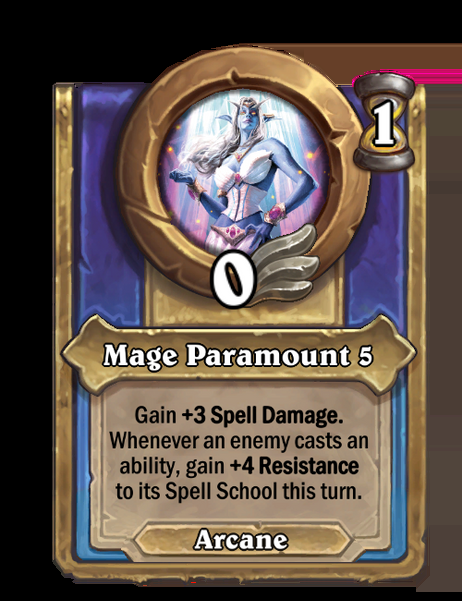 1
0
Mage Paramount 5
Gain +3 Spell Damage.
Whenever an enemy casts an
ability, gain +4 Resistance
to its Spell School this turn.
Arcane